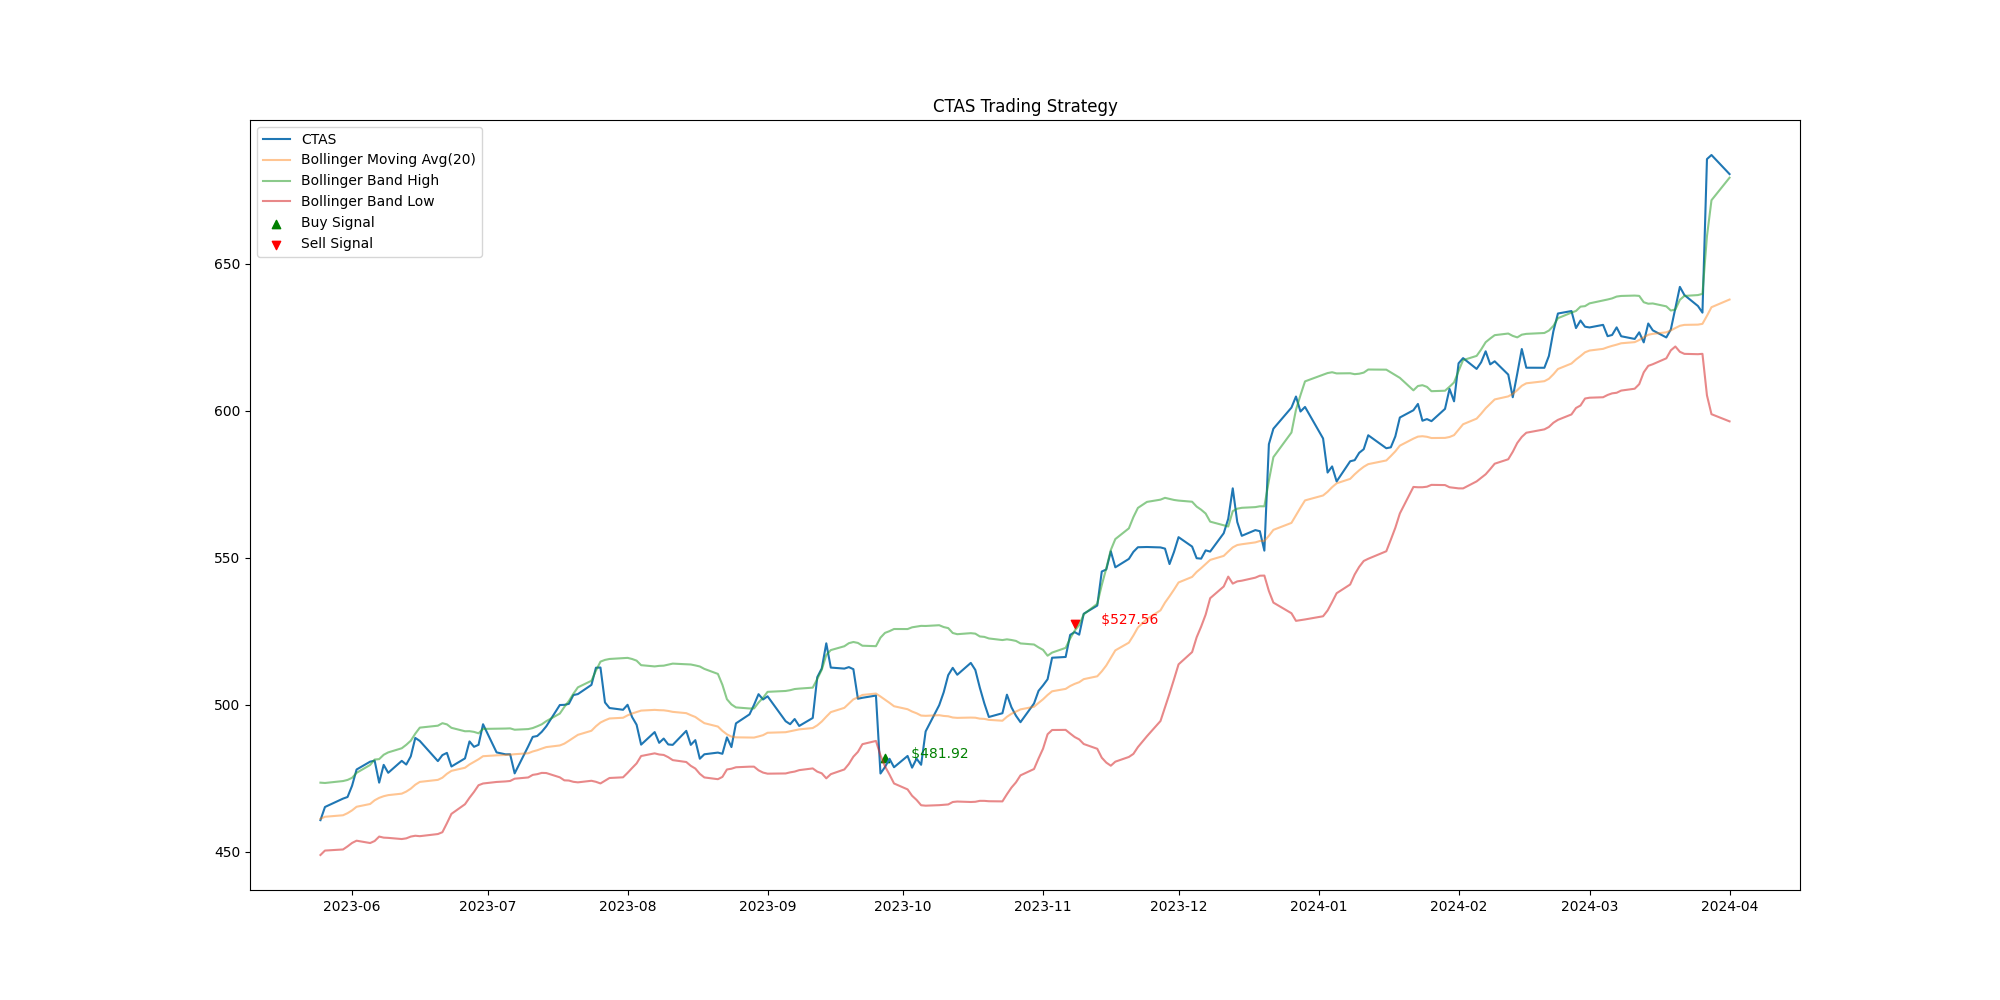 CTAS Trading Strategy
CTAS
Bollinger Moving Avg(20)
Bollinger Band High
Bollinger Band Low
Buy Signal
Sell Signal
650
600
550
500
450
$527.56
$481.92
2023-06 2023-07 2023-08 2023-09 2023-10 2023-11 2023-12 2024-01 2024-02 2024-03 2024-04